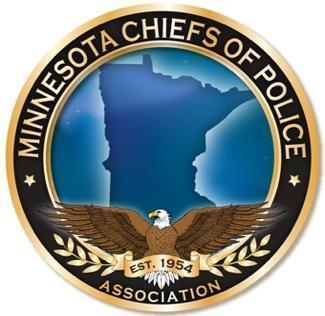 MINNESOTA CHIEFS OF POLICE
EST. 1954
ASSOCIATION